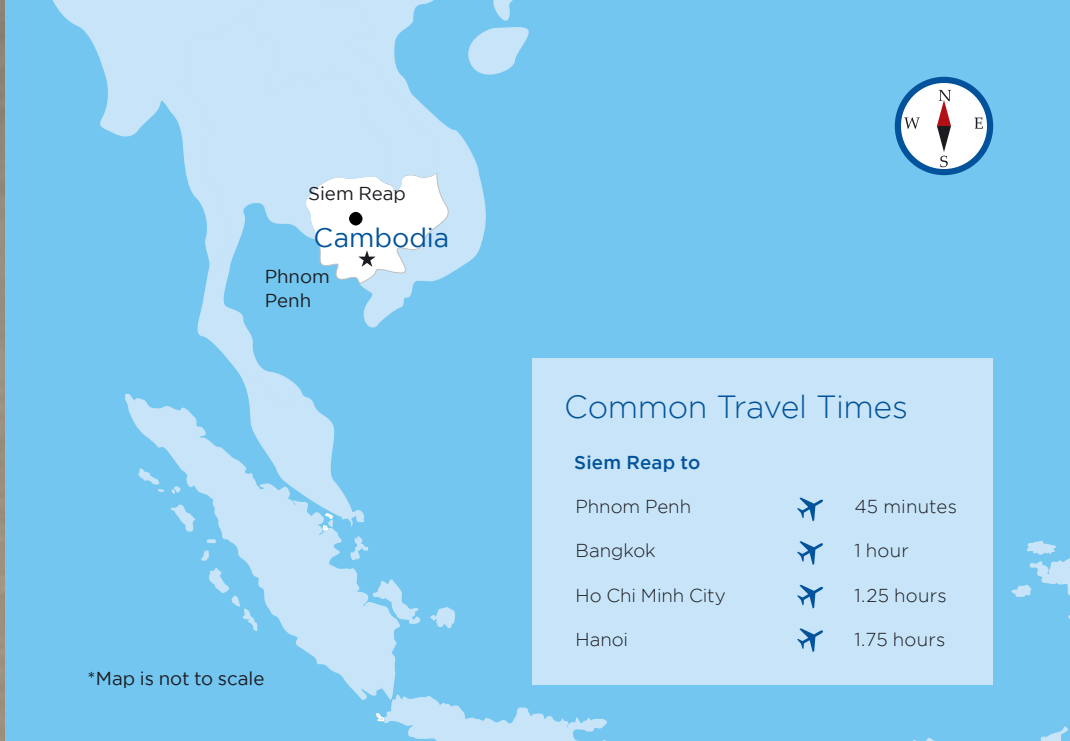 N
W E
S
Siem Reap
Cambodia
Phnom
Penh
Common Travel Times
Siem Reap to
Phnom Penh 45 minutes
Bangkok 1 hour
Ho Chi Minh City 1.25 hours
Hanoi 1.75 hours
*Map is not to scale